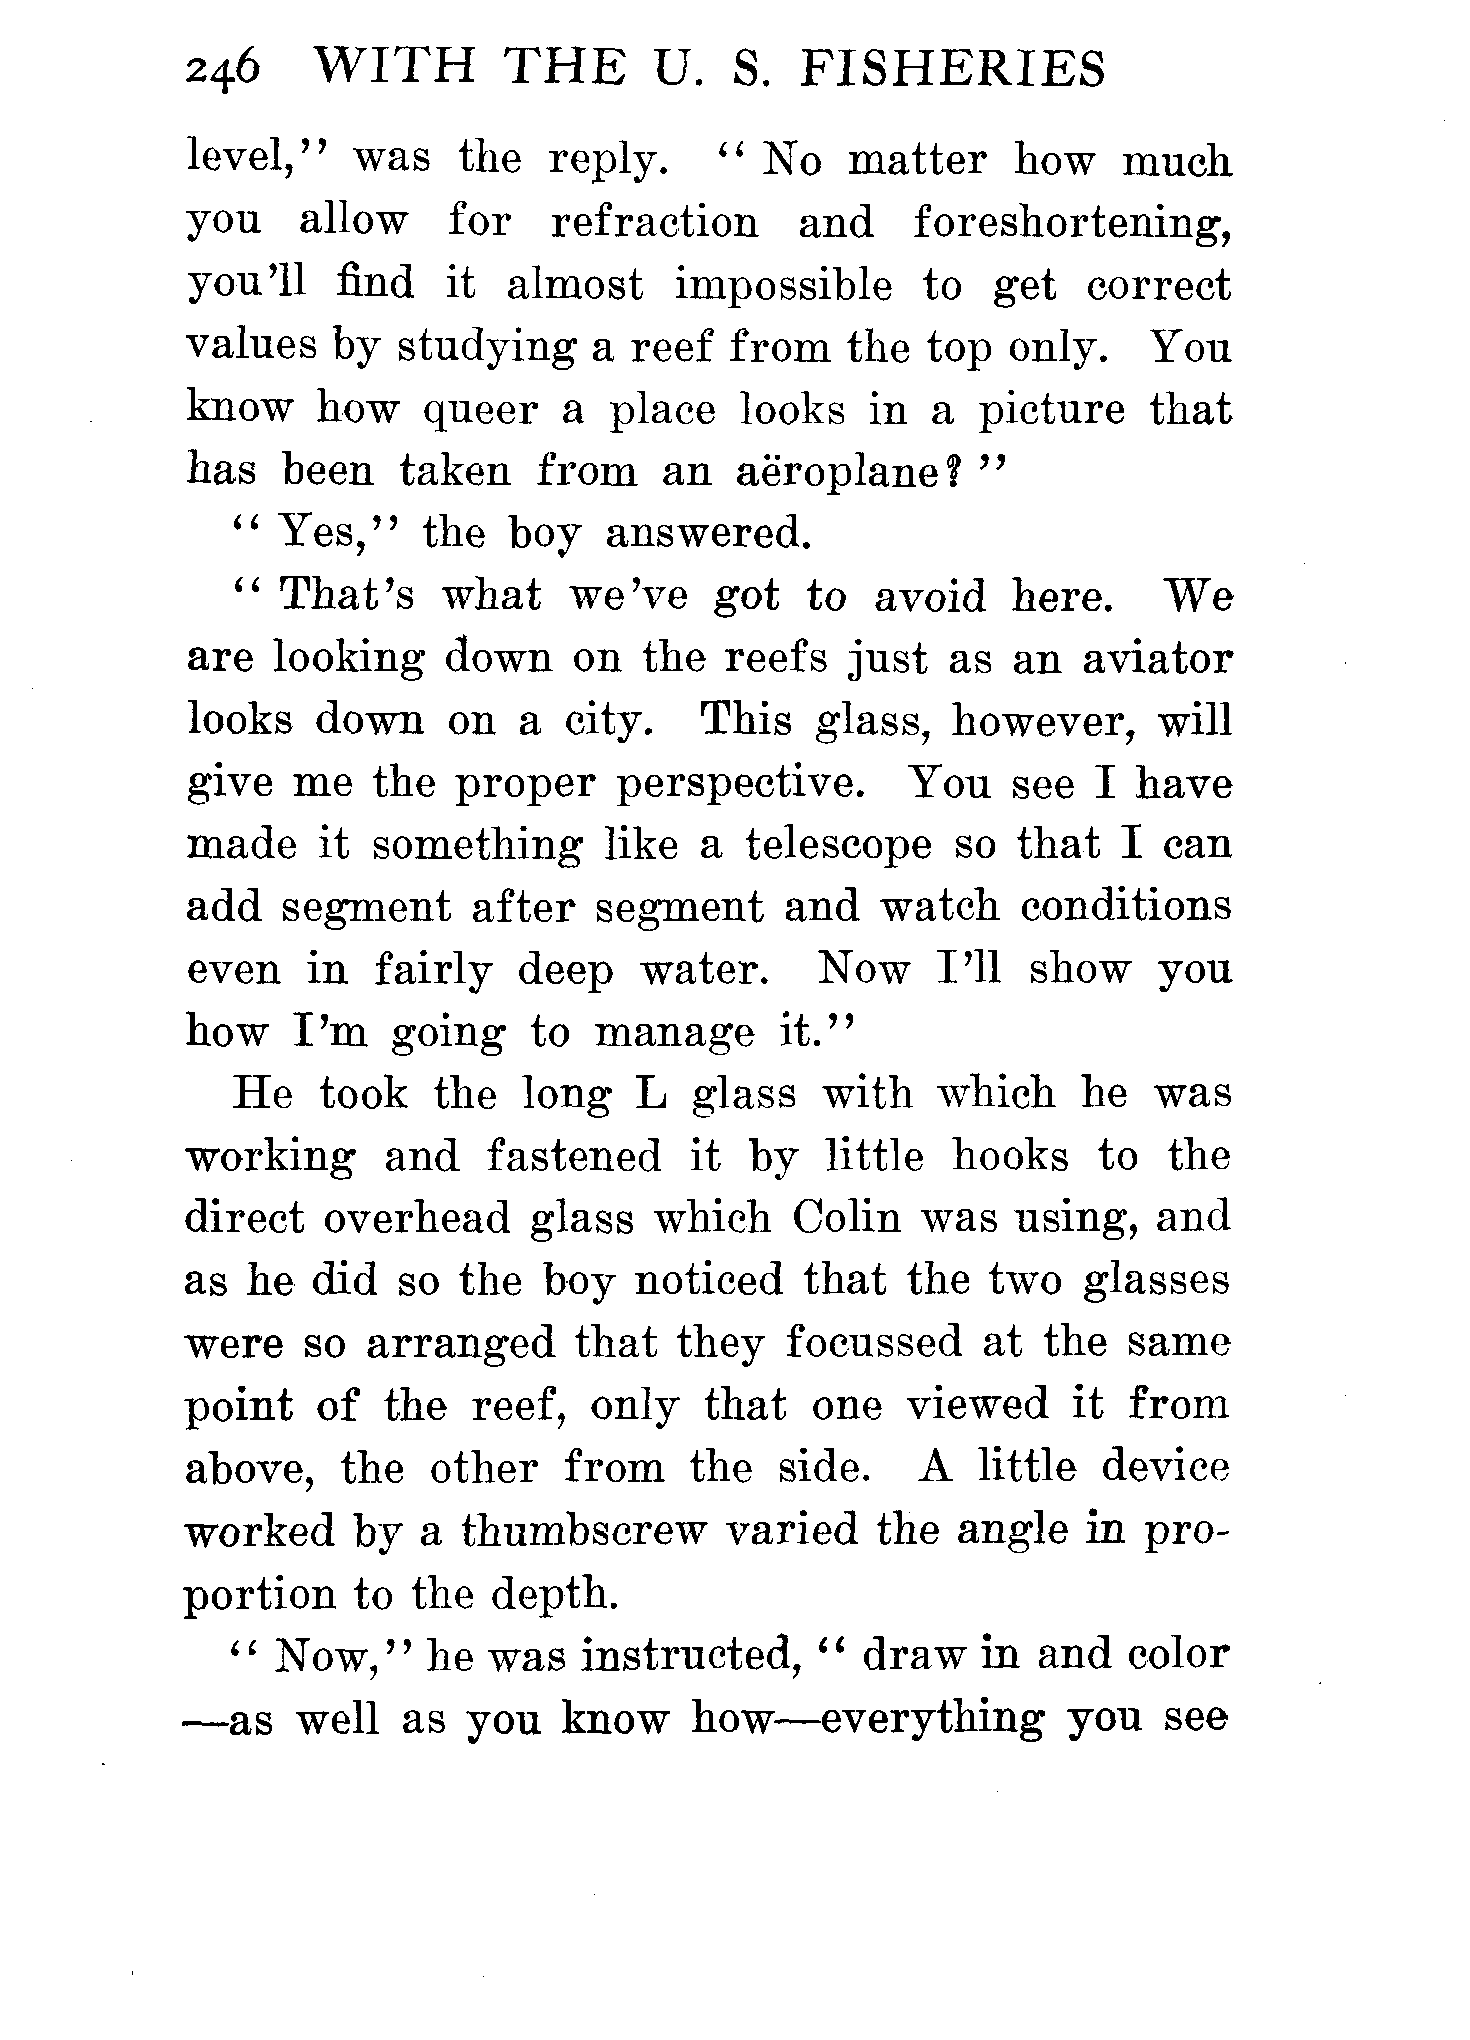 246 WITH THE U. S. FISHERIES
level," was the reply. "No matter how much
you allow for refraction and foreshortening,
you'll find it almost impossible to get correct
values by studying a reef from the top only. You
know how queer a place looks in a picture that
has been taken from an aëroplane?"
"Yes," the boy answered.
"That's what we've got to avoid here. We
are looking down on the reefs just as an aviator
looks down on a city. This glass, however, will
give me the proper perspective. You see I have
made it something like a telescope so that I can
add segment after segment and watch conditions
even in fairly deep water. Now I'll show you
how I'm going to manage it."
He took the long L glass with which he was
working and fastened it by little hooks to the
direct overhead glass which Colin was using, and
as he did so the boy noticed that the two glasses
were so arranged that they focussed at the same
point of the reef, only that one viewed it from
above, the other from the side. A little device
worked by a thumbscrew varied the angle in pro-
portion to the depth.
"Now," he was instructed, "draw in and color
—as well as you know how—everything you see